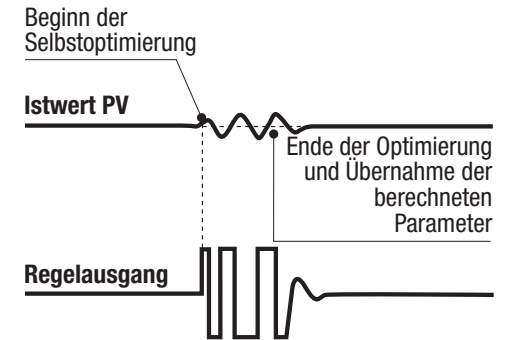 Beginn der
Selbstoptimierung
Istwert PV
Ende der Optimierung
und Übernahme der
berechneten
Parameter
Regelausgang